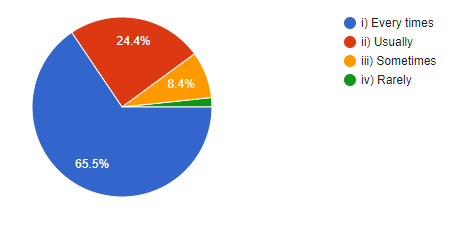 24.4%
8.4%
65.5%
i) Every times
ii) Usually
iii) Sometimes
iv) Rarely